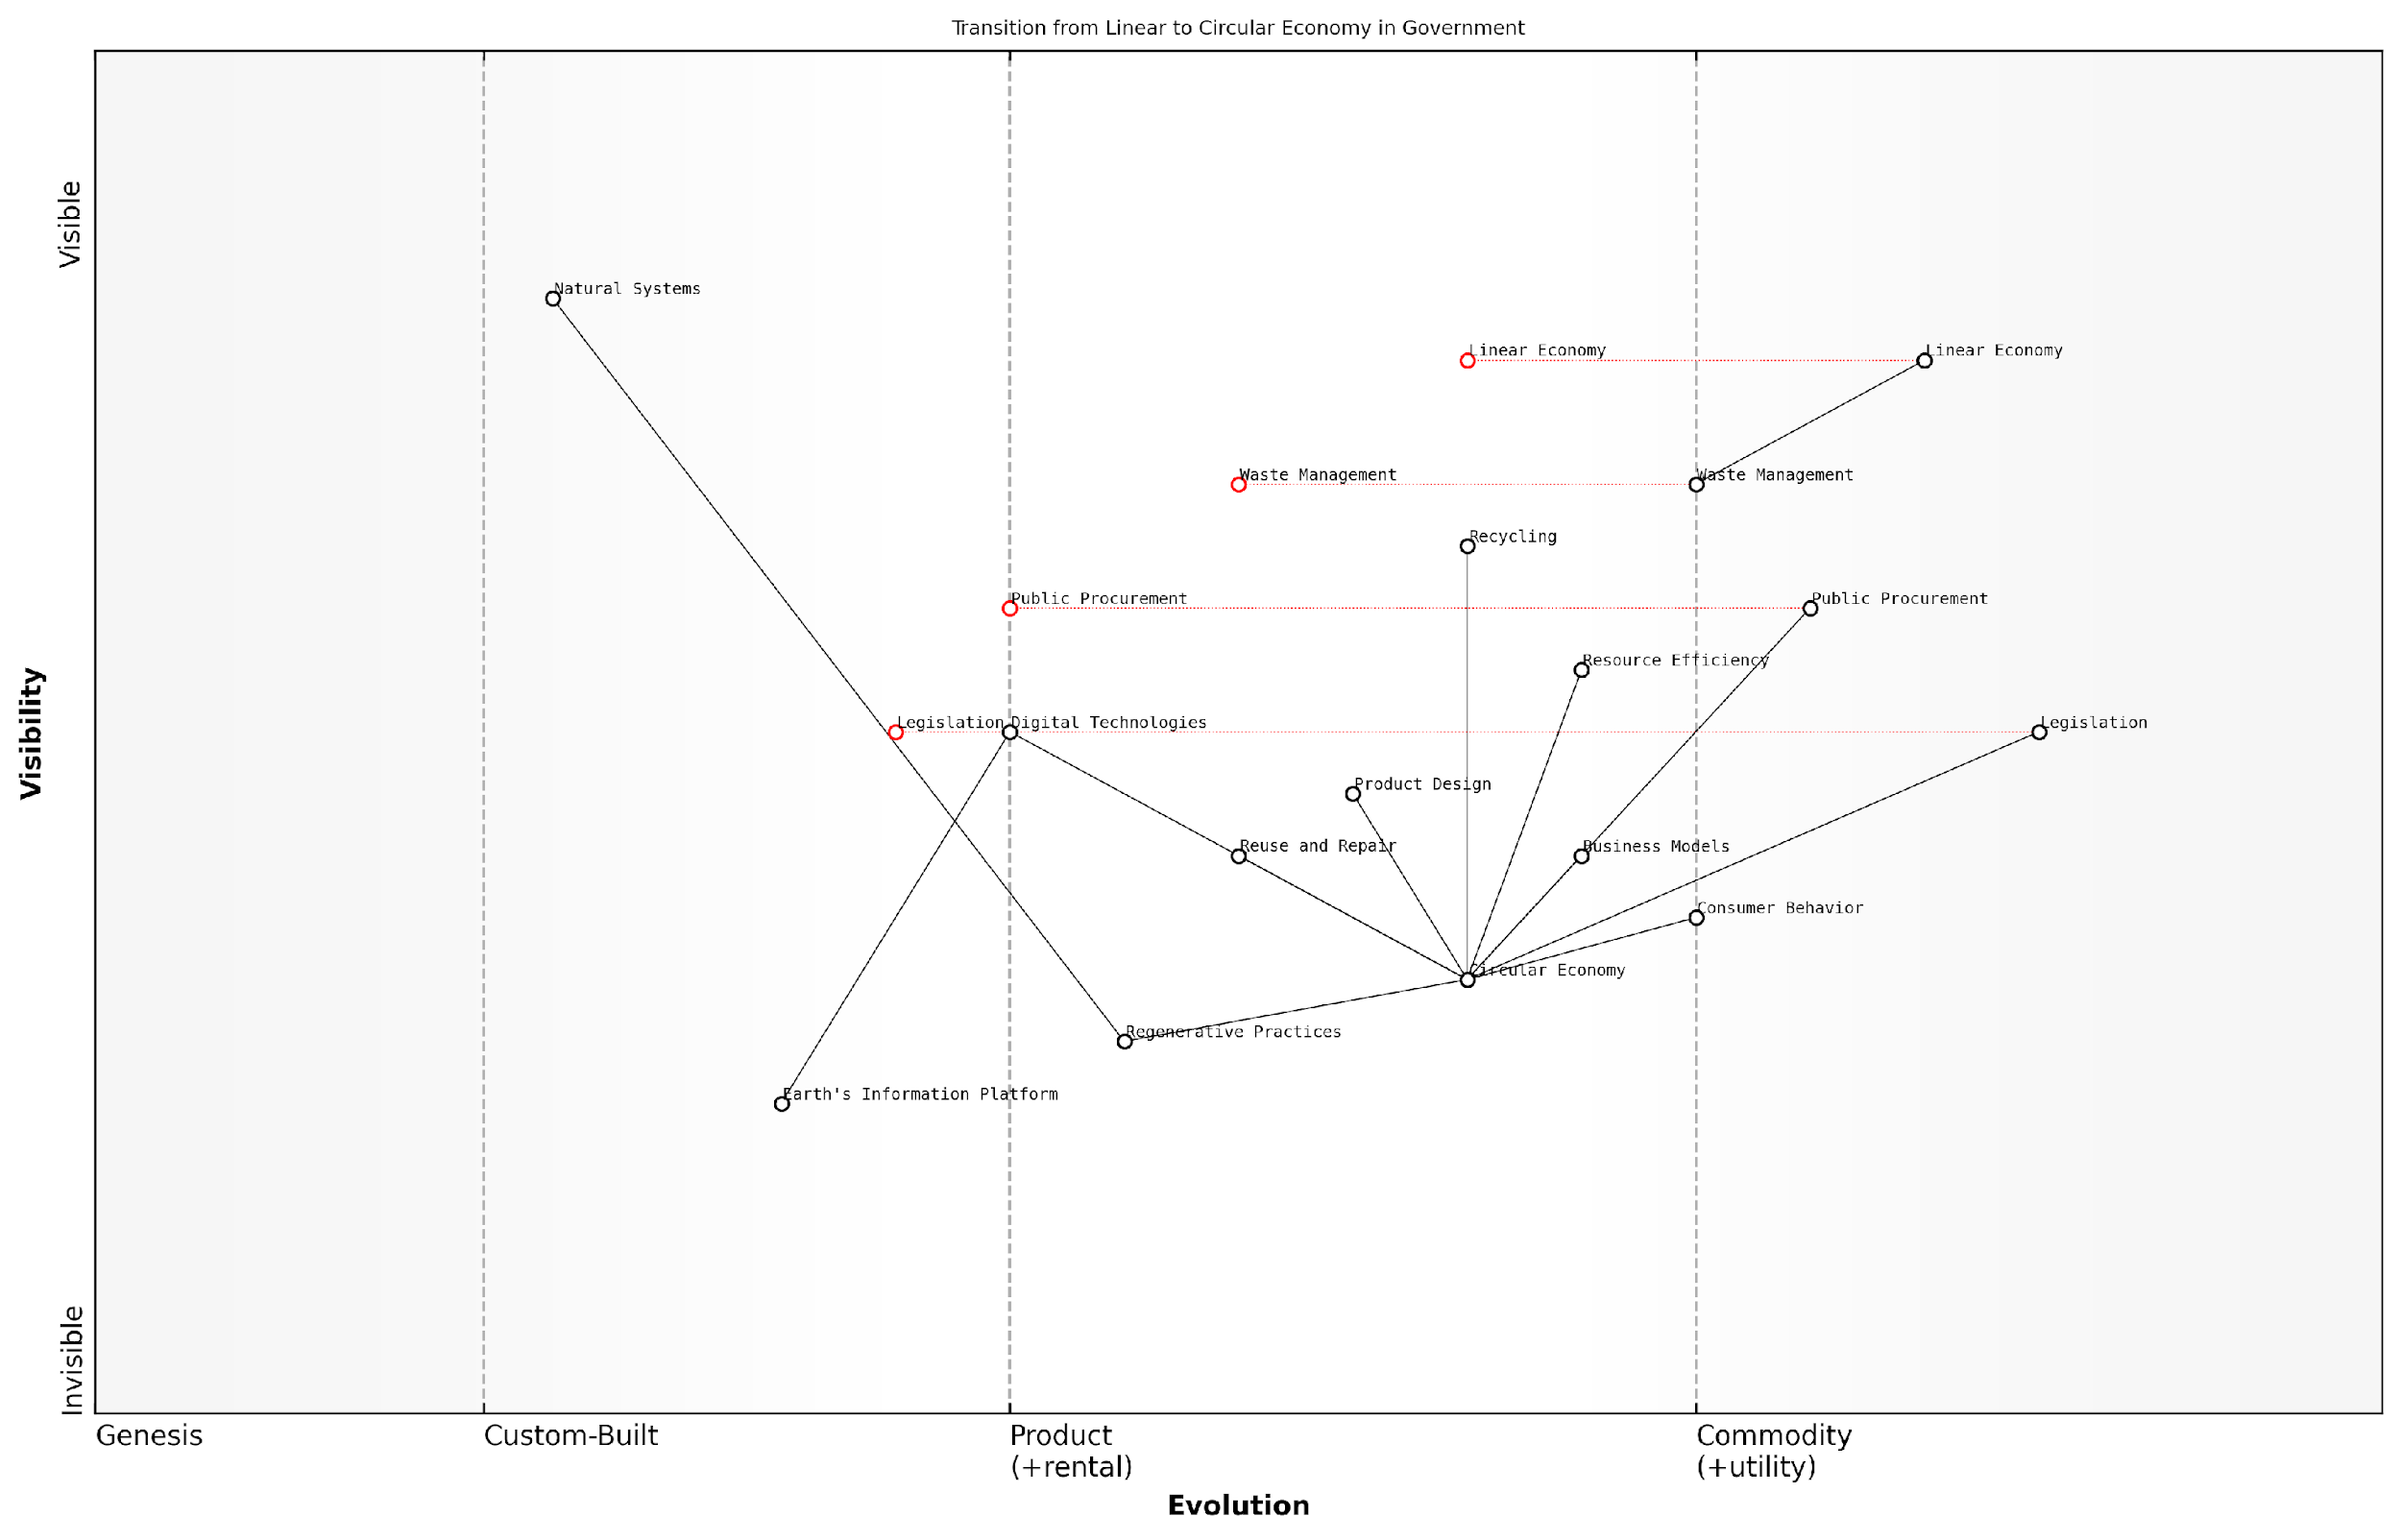 Transition from Linear to Circular Economy in Government
Visible
Natural Systems
Linear Economy
Linear Economy
Waste Management
Waste Management
Recycling
Public Procurement
Public Procurement
Resource Efficiency
Legislation
Digital Technologies
Legislation
Visibility
Product Design
Reuse and Repair
Business Models
Consumer Behavior
Circular Economy
Regenerative Practices
Earth's Information Platform
Invisible
Genesis
Custom-Built
Product
(+rental)
Commodity
(+utility)
Evolution